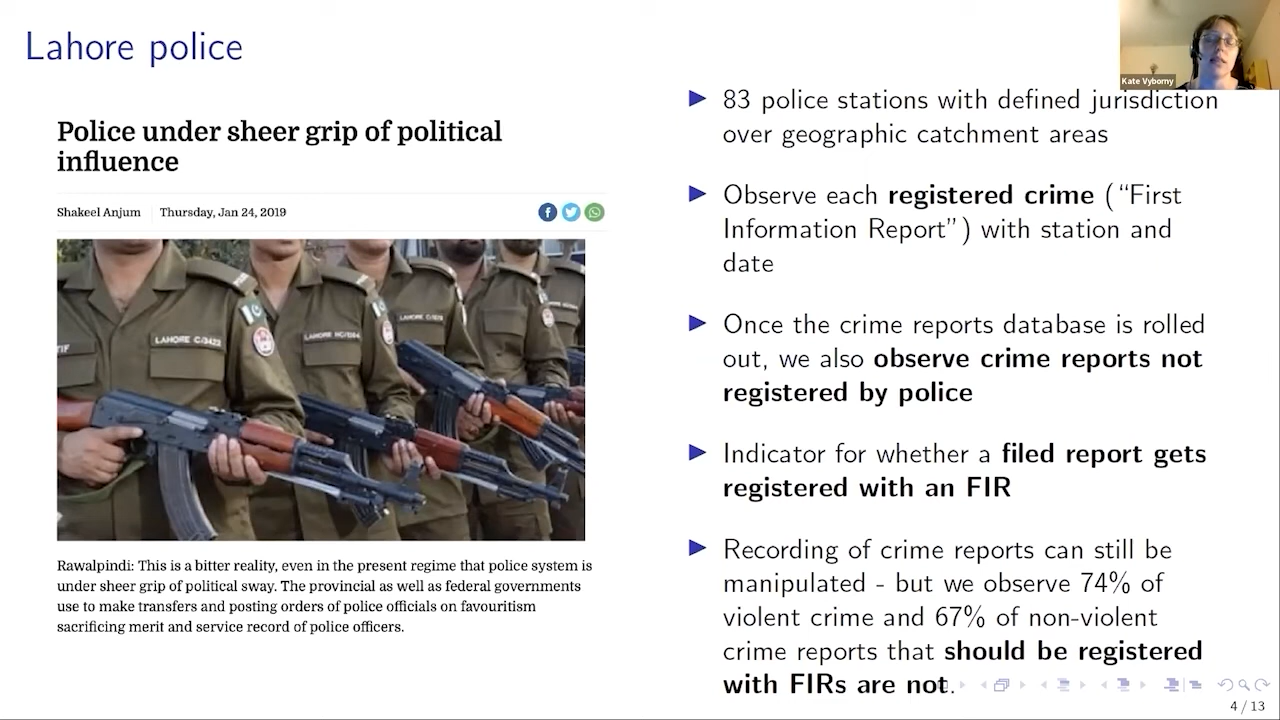 Lahore police
Police under sheer grip of political
influence
Shakeel Anjum
Thursday, Jan 24, 2019
LAHORE C/3422
Rawalpindi: This is a bitter reality, even in the present regime that police system is
under sheer grip of political sway. The provincial as well as federal governments
use to make transfers and posting orders of police officials on favouritism
sacrificing merit and service record of police officers.
Kate Vyborny
83 police stations with defined jurisdiction
over geographic catchment areas
Observe each registered crime (“First
Information Report”) with station and
date
Once the crime reports database is rolled
out, we also observe crime reports not
registered by police
Indicator for whether a filed report gets
registered with an FIR
Recording of crime reports can still be
manipulated - but we observe 74% of
violent crime and 67% of non-violent
crime reports that should be registered
with FIRs are not.
4 / 13